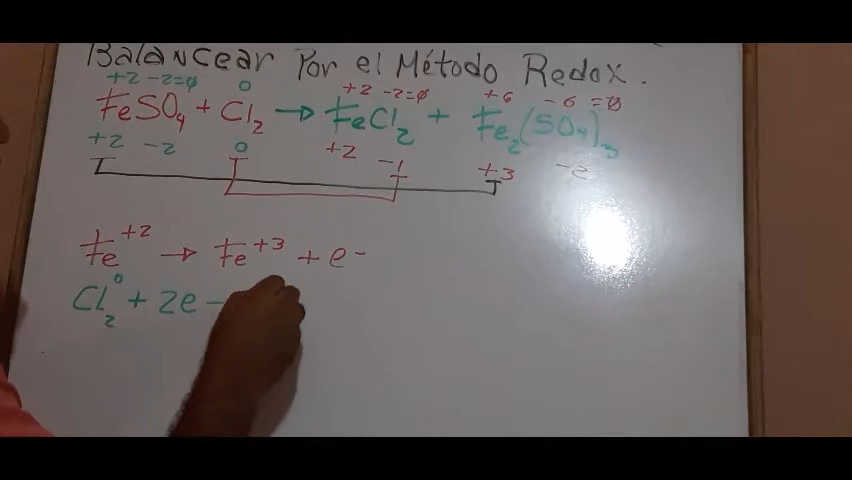 Balancear Por el Método Redox.
+2 -2=0 0 +2 -2=0 +6 -6 =0
FeSO₄ + Cl₂ → FeCl₂ + Fe₂(SO₄)₃
+2 -2 0 +2 -1 +3 -2
Fe⁺² → Fe⁺³ + e⁻
Cl₂⁰ + 2e -